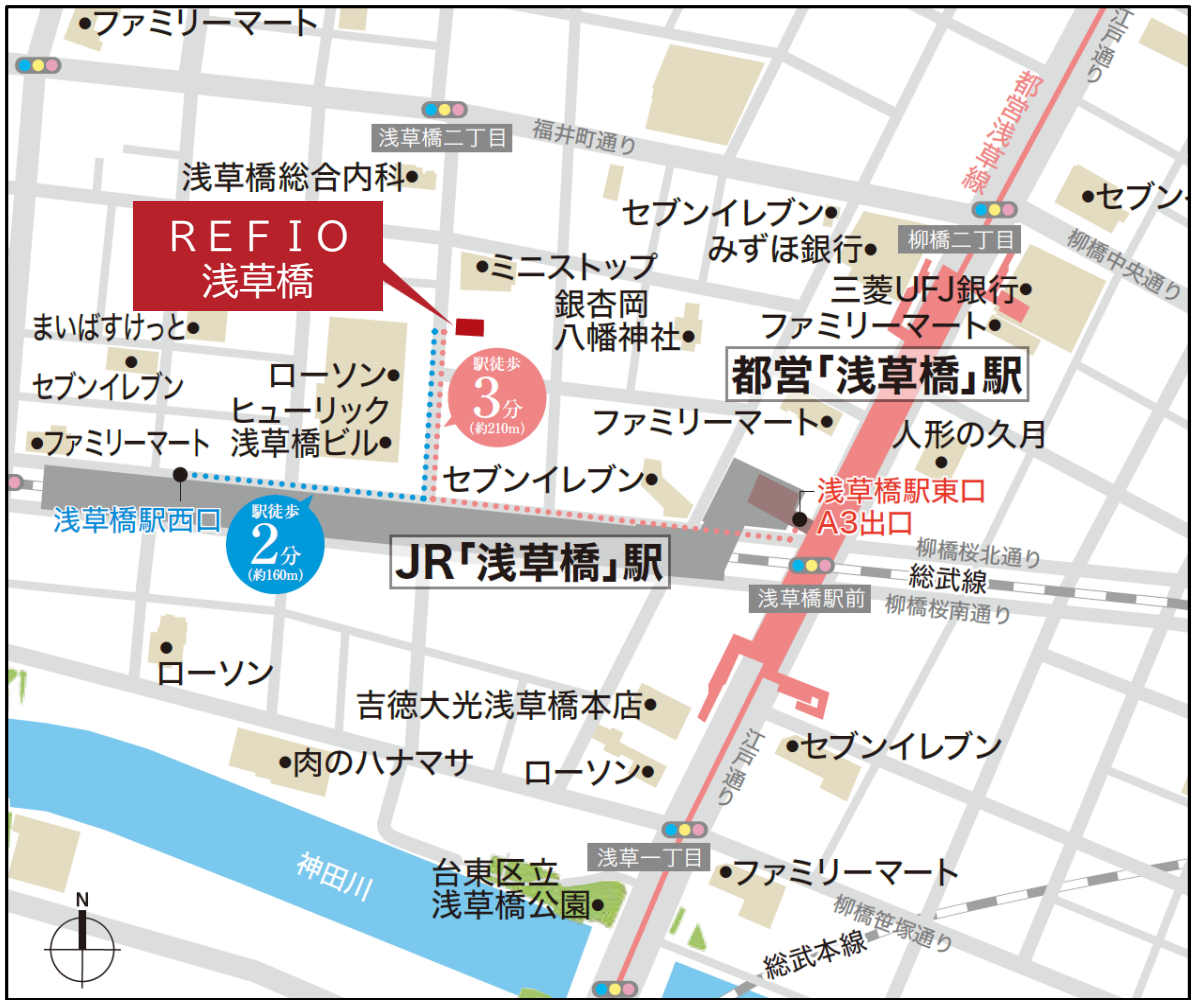 ファミリーマート
江戸通り
都営浅草線
浅草橋二丁目
福井町通り
浅草橋総合内科
セブンイ
セブンイレブン
みずほ銀行
柳橋二丁目
柳橋中央通り
REFIO
浅草橋
ミニストップ
銀杏岡
八幡神社
三菱UFJ銀行
ファミリーマート
まいばすけっと
セブンイレブン
ローソン
ヒューリック
浅草橋ビル
駅徒歩
3分
(約210m)
都営「浅草橋」駅
ファミリーマート
人形の久月
ファミリーマート
セブンイレブン
浅草橋駅東口
A3出口
浅草橋駅西口
駅徒歩
2分
(約160m)
JR「浅草橋」駅
柳橋桜北通り
総武線
浅草橋駅前
柳橋桜南通り
ローソン
吉徳大光浅草橋本店
江戸通り
セブンイレブン
肉のハナマサ
ローソン
浅草一丁目
神田川
台東区立
浅草橋公園
ファミリーマート
柳橋笹塚通り
総武本線
N